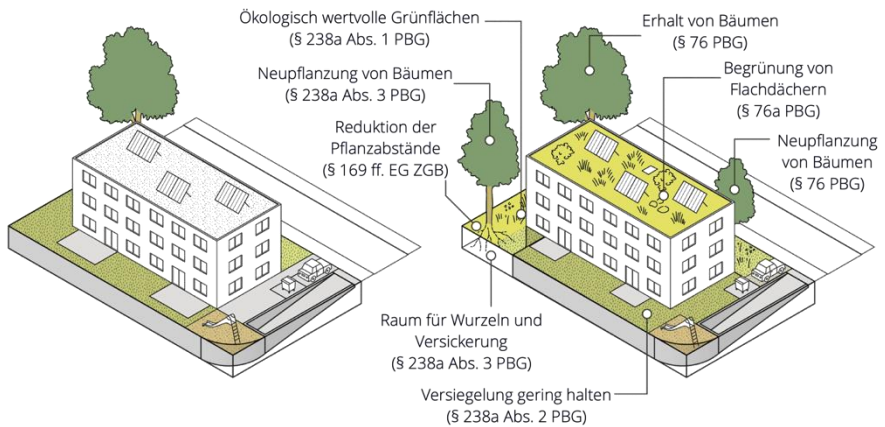 Ökologisch wertvolle Grünflächen
(§ 238a Abs. 1 PBG)
Neupflanzung von Bäumen
(§ 238a Abs. 3 PBG)
Reduktion der
Pflanzabstände
(§ 169 ff. EG ZGB)
Erhalt von Bäumen
(§ 76 PBG)
Begrünung von
Flachdächern
(§ 76a PBG)
Neupflanzung
von Bäumen
(§ 76 PBG)
Raum für Wurzeln und
Versickerung
(§ 238a Abs. 3 PBG)
Versiegelung gering halten
(§ 238a Abs. 2 PBG)